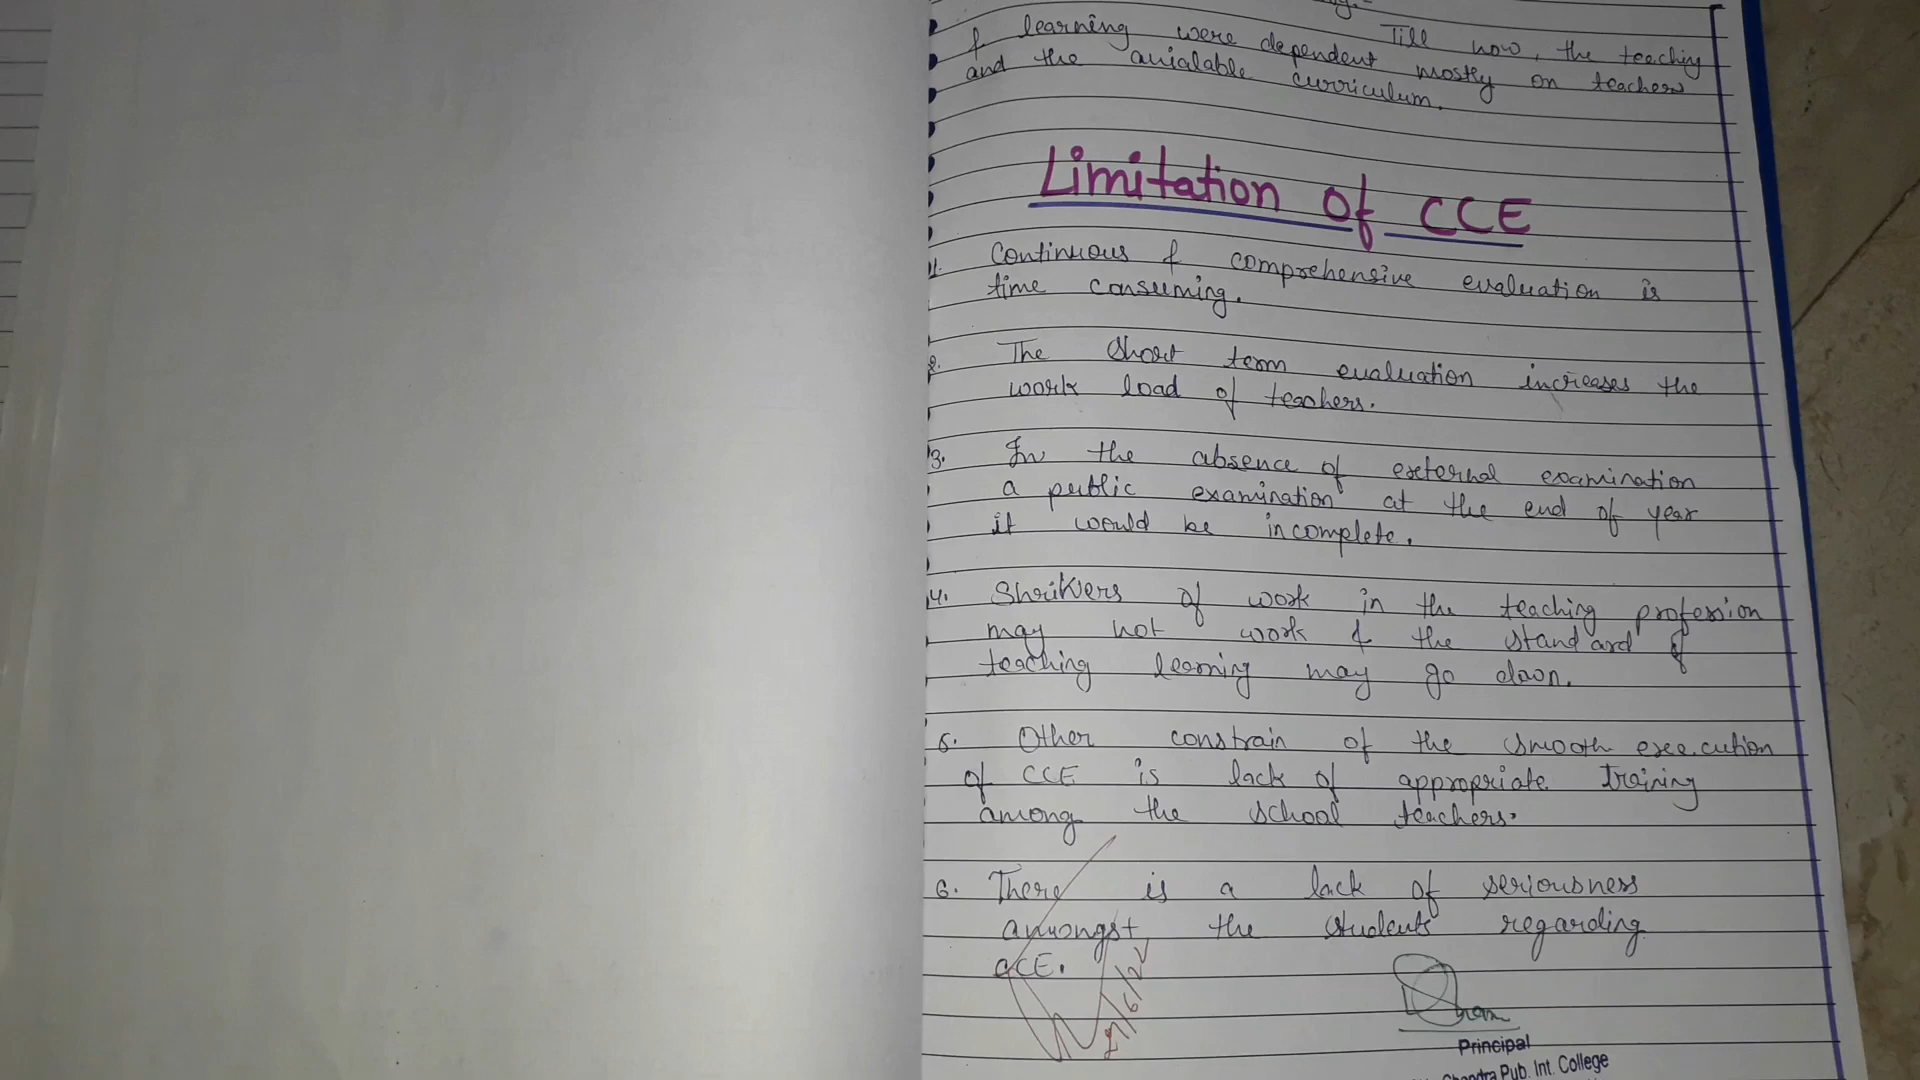 Till now, the teaching
& learning were dependent mostly on teachers
and the avialable curriculum.
Limitation Of CCE
1. Continuous & comprehensive evaluation is
time consuming.
2. The Short term evaluation increases the
work load of teachers.
3. In the absence of external examination
a public examination at the end of year
it would be incomplete.
4. Shrikers of work in the teaching profession
may not work & the standard of
teaching learning may go down.
5. Other constrain of the smooth execution
of CCE is lack of appropriate training
among the school teachers.
6. There is a lack of seriousness
amongst the students regarding
CCE.
Principal
Chandra Pub. Int. College